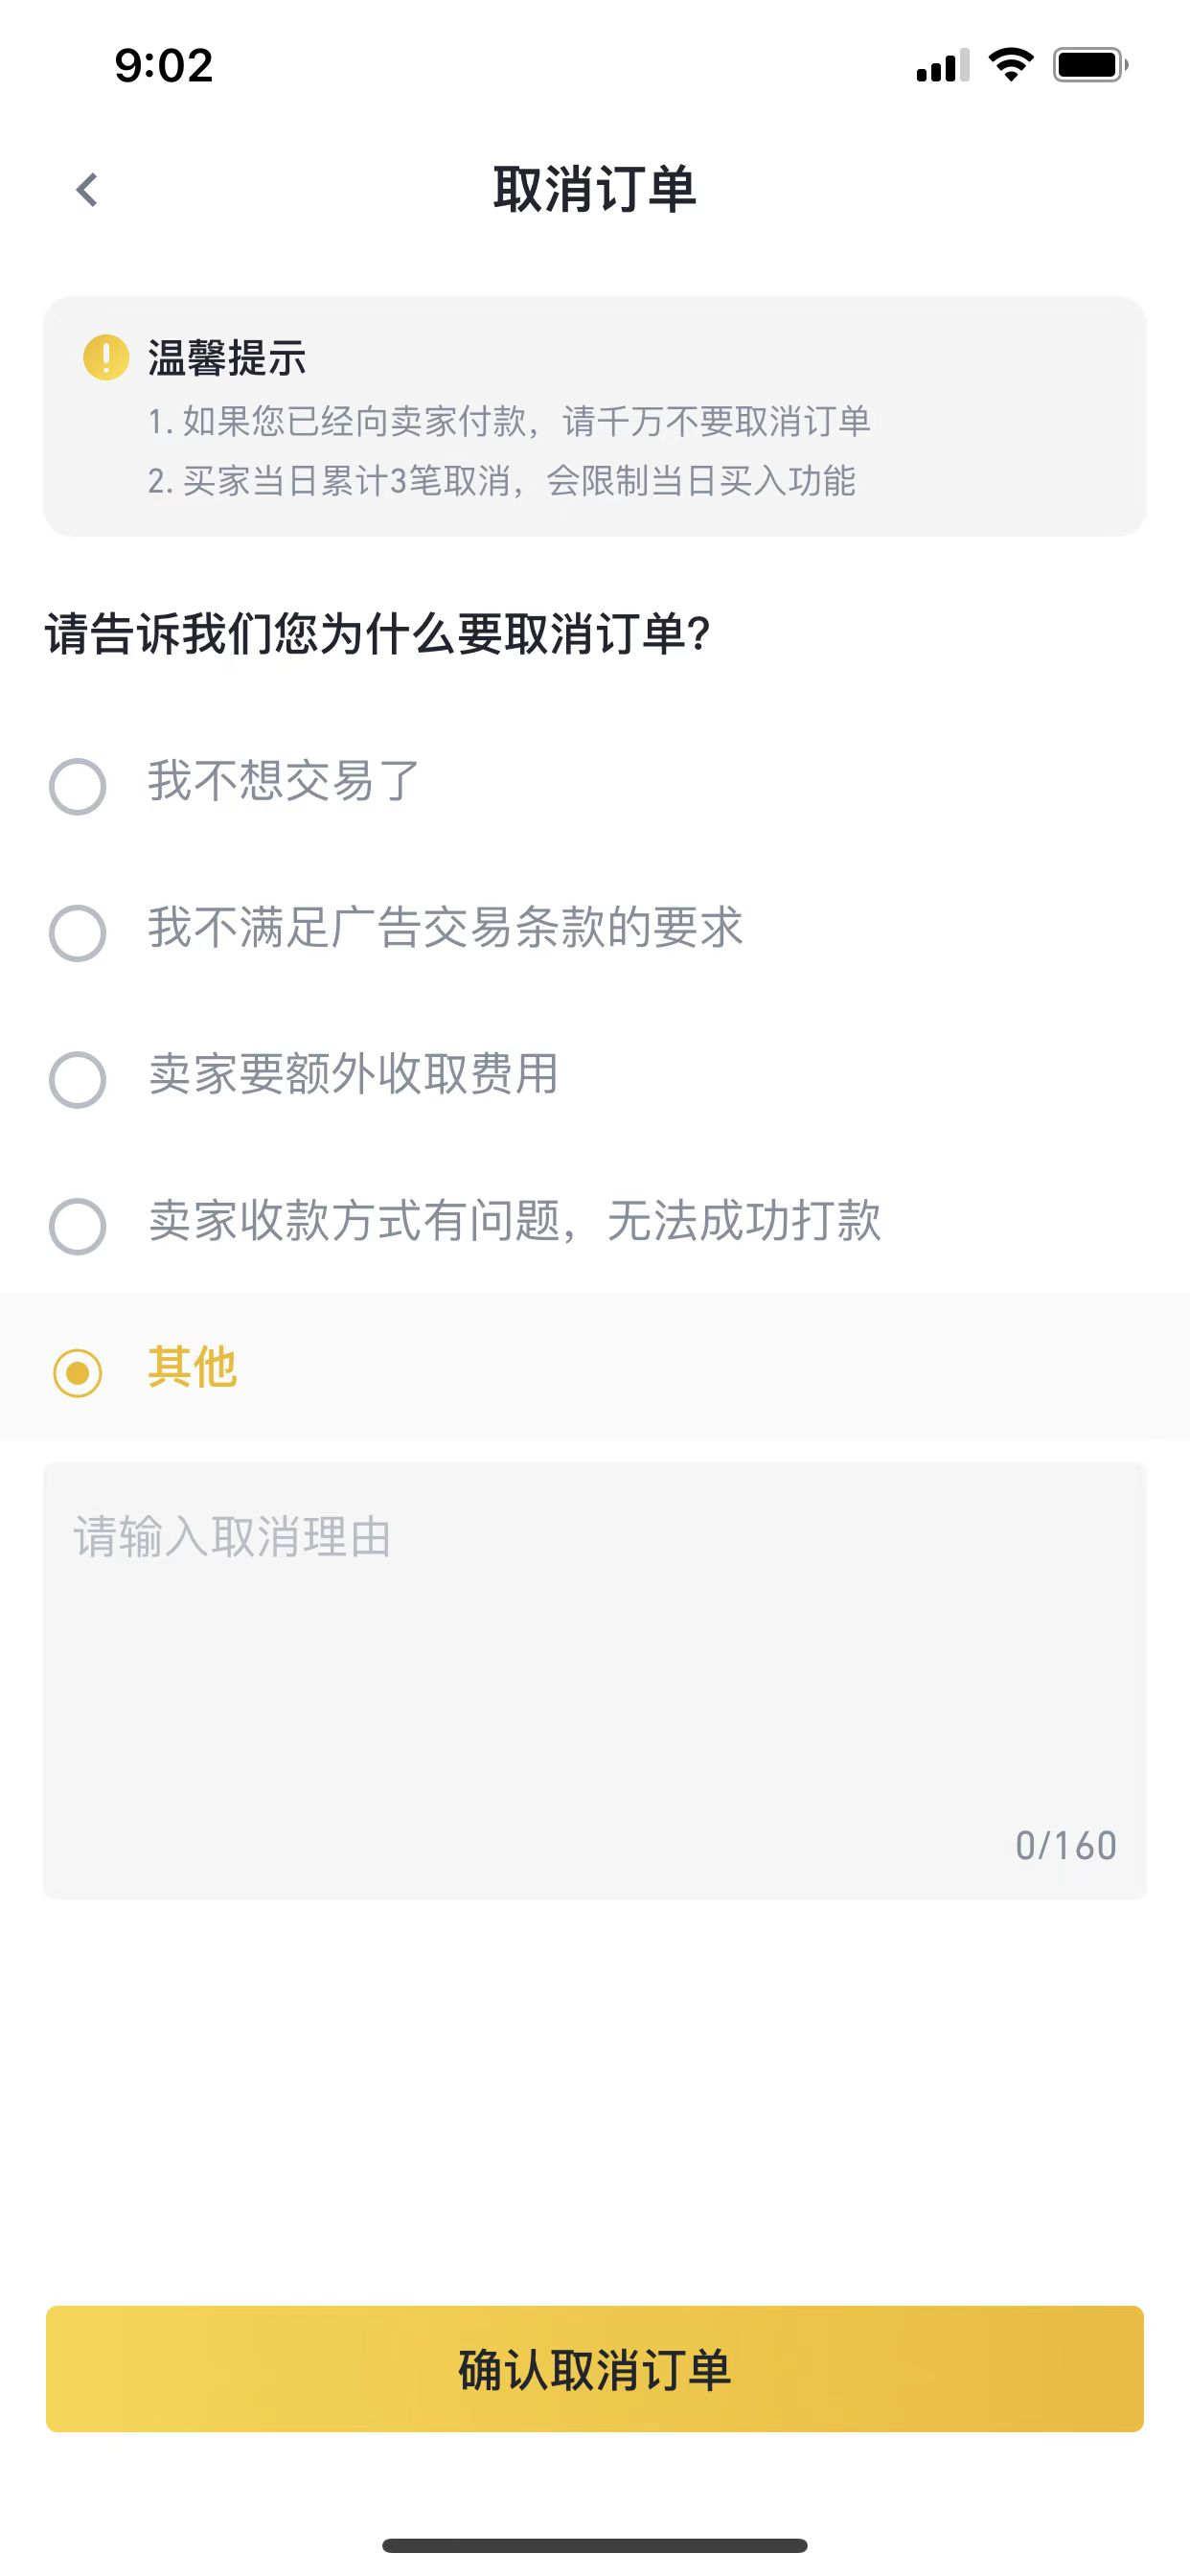 9:02
取消订单
温馨提示
1. 如果您已经向卖家付款，请千万不要取消订单
2. 买家当日累计3笔取消，会限制当日买入功能
请告诉我们您为什么要取消订单?
我不想交易了
我不满足广告交易条款的要求
卖家要额外收取费用
卖家收款方式有问题，无法成功打款
其他
请输入取消理由
0/160
确认取消订单